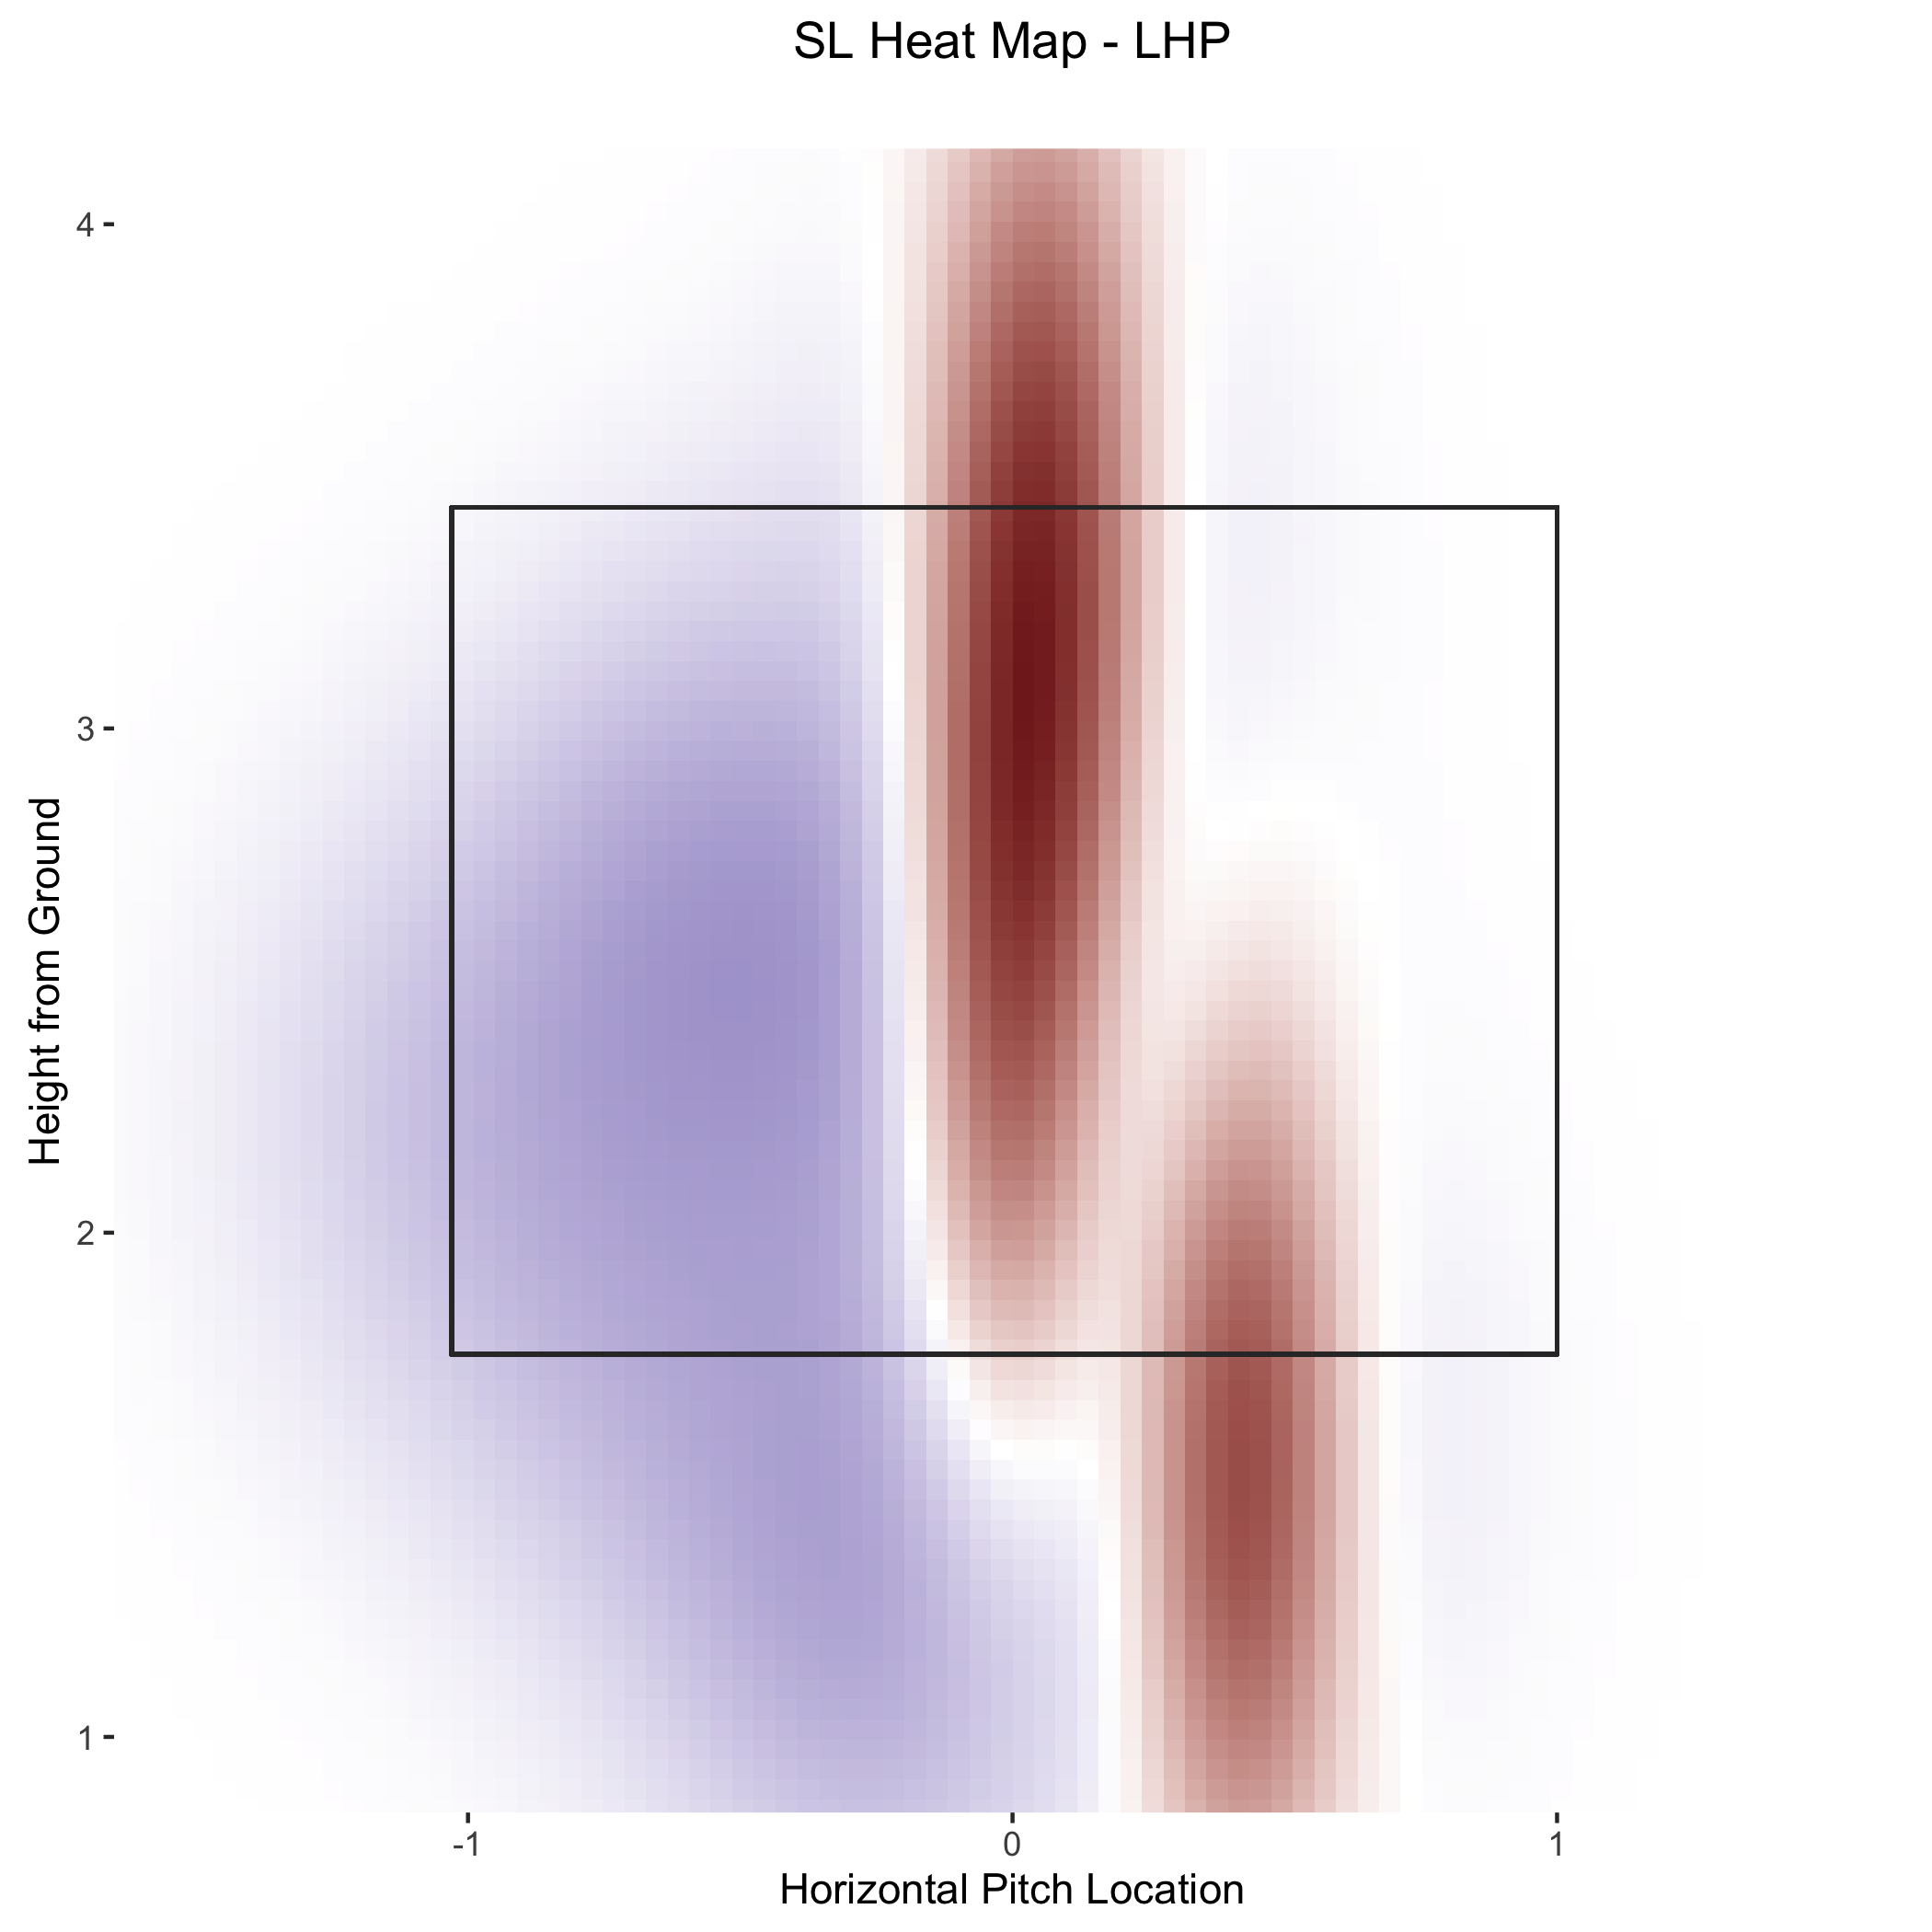 SL Heat Map - LHP
4
3
2
1
Height from Ground
-1 0 1
Horizontal Pitch Location